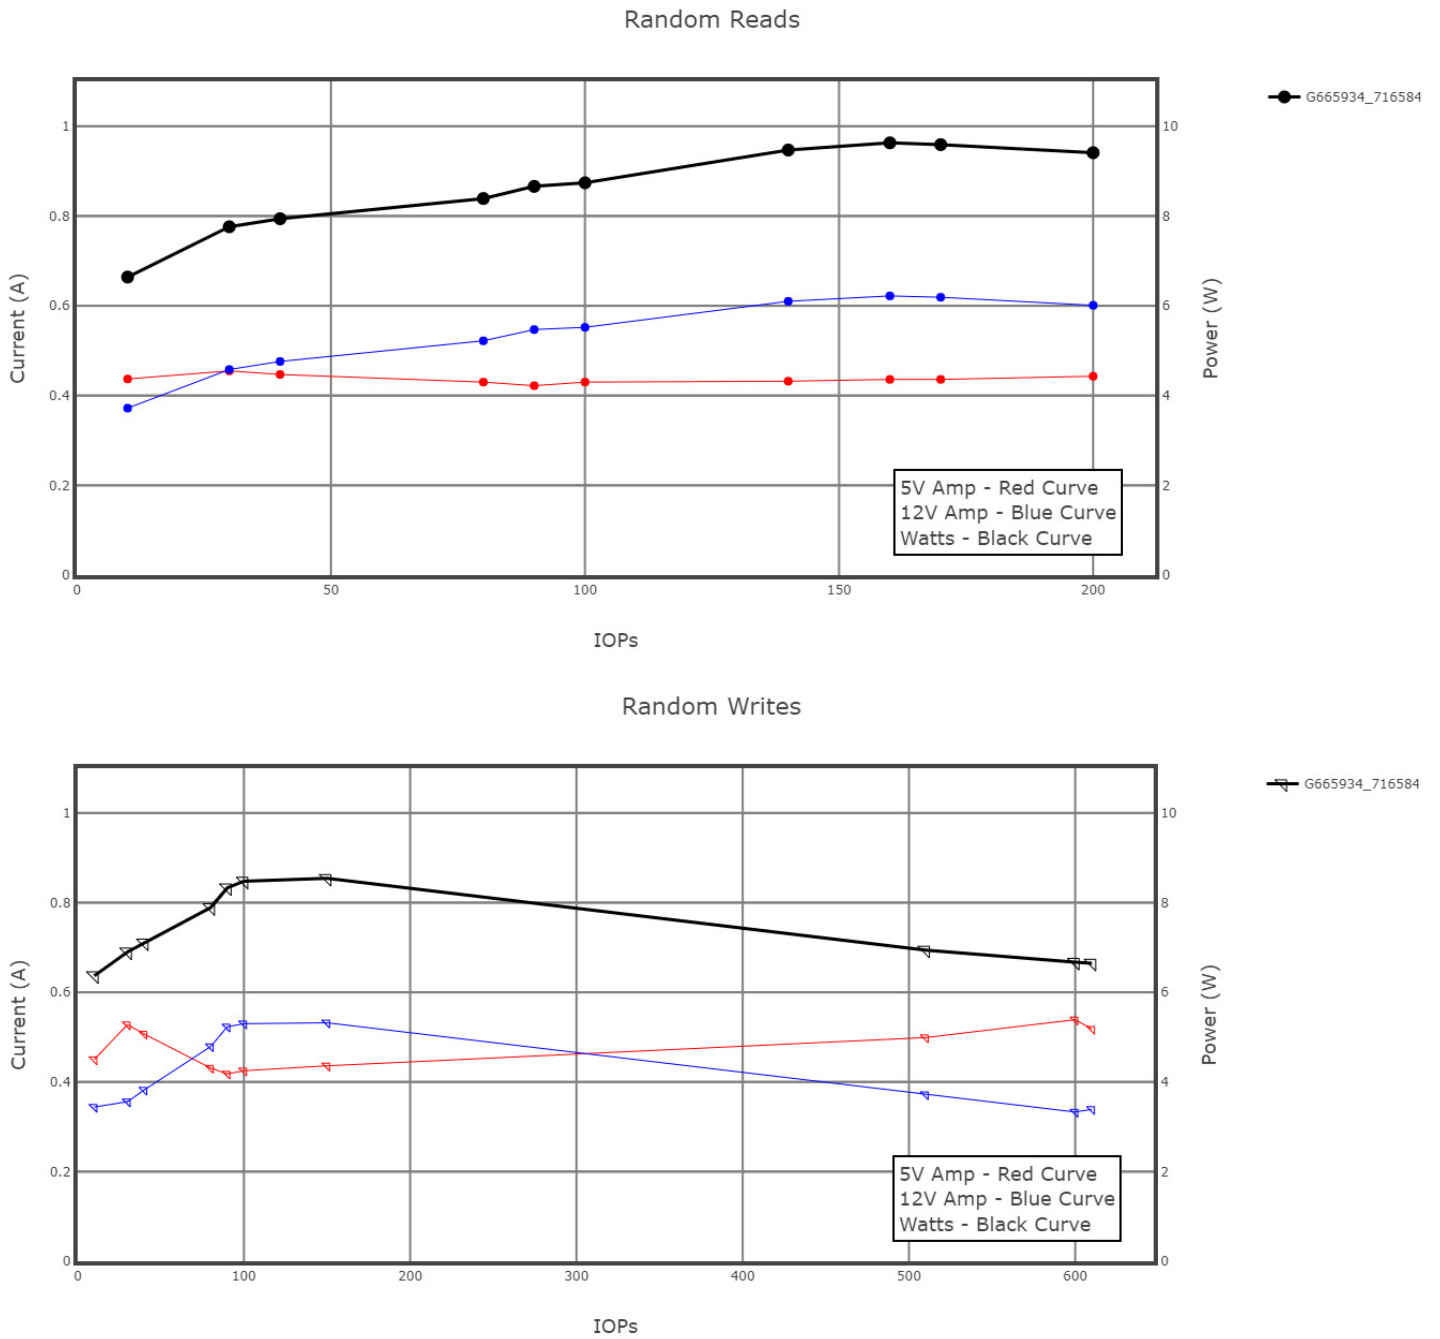 Random Reads
G665934_716584
1
0.8
0.6
0.4
0.2
0
Current (A)
10
8
6
4
2
0
Power (W)
5V Amp - Red Curve
12V Amp - Blue Curve
Watts - Black Curve
0 50 100 150 200
IOPs
Random Writes
G665934_716584
1
0.8
0.6
0.4
0.2
0
Current (A)
10
8
6
4
2
0
Power (W)
5V Amp - Red Curve
12V Amp - Blue Curve
Watts - Black Curve
0 100 200 300 400 500 600
IOPs